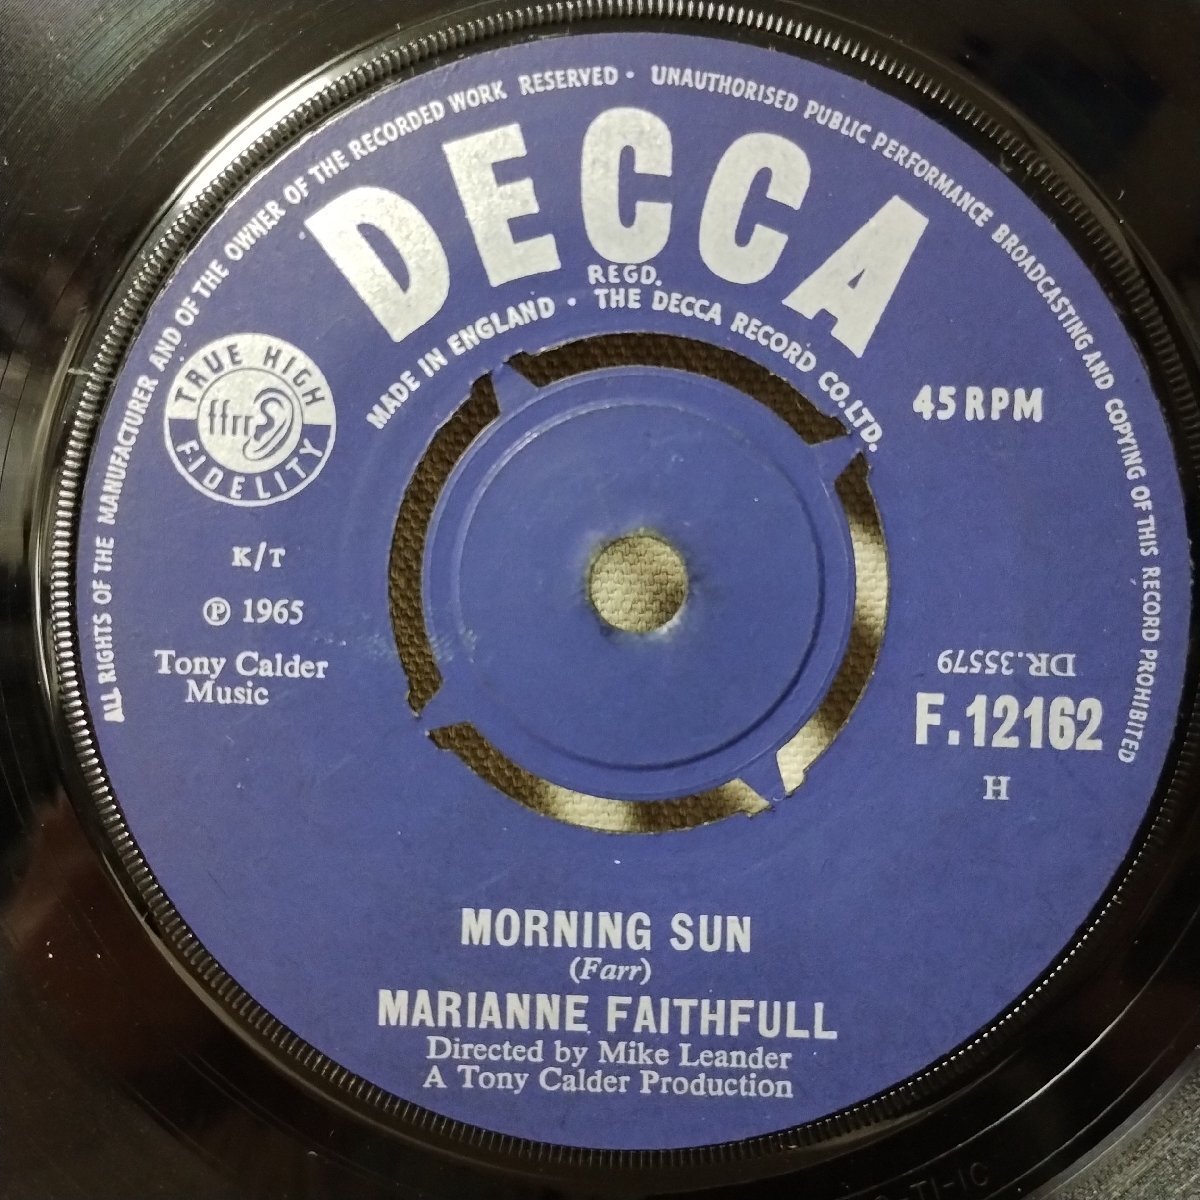 ALL RIGHTS OF THE MANUFACTURER AND OF THE OWNER OF THE RECORDED WORK RESERVED • UNAUTHORISED PUBLIC PERFORMANCE BROADCASTING AND COPYING OF THIS RECORD PROHIBITED
DECCA
REGD.
MADE IN ENGLAND • THE DECCA RECORD CO. LTD.
TRUE HIGH
ffrr
FIDELITY
45 RPM
K/T
℗ 1965
Tony Calder
Music
DR.35579
F.12162
H
MORNING SUN
(Farr)
MARIANNE FAITHFULL
Directed by Mike Leander
A Tony Calder Production